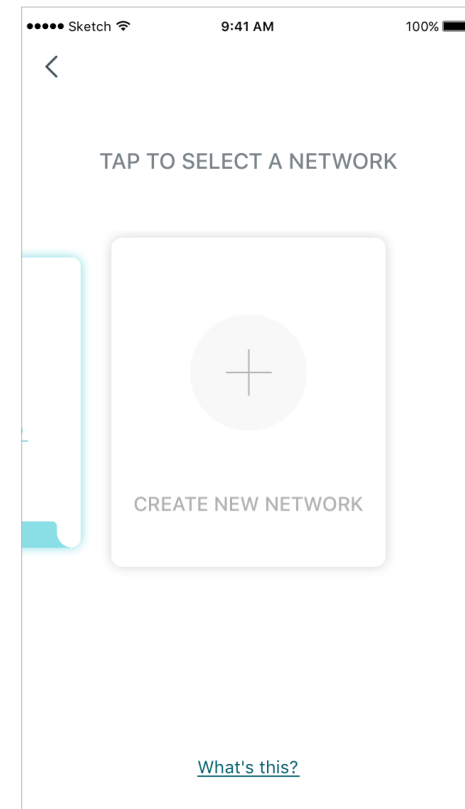 Sketch 9:41 AM 100%
TAP TO SELECT A NETWORK
CREATE NEW NETWORK
What's this?